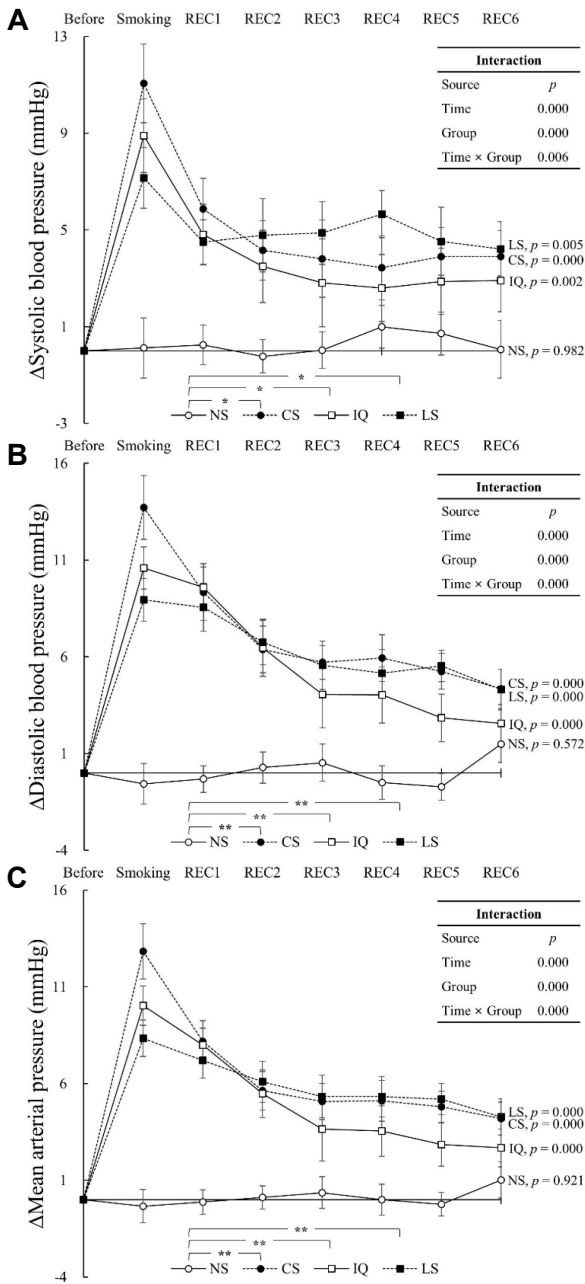 A
Before Smoking REC1 REC2 REC3 REC4 REC5 REC6
13
9
5
1
-3
ΔSystolic blood pressure (mmHg)
Interaction
Source p
Time 0.000
Group 0.000
Time × Group 0.006
LS, p = 0.005
CS, p = 0.000
IQ, p = 0.002
NS, p = 0.982
*
*
*
NS CS IQ LS
B
Before Smoking REC1 REC2 REC3 REC4 REC5 REC6
16
11
6
1
-4
ΔDiastolic blood pressure (mmHg)
Interaction
Source p
Time 0.000
Group 0.000
Time × Group 0.000
CS, p = 0.000
LS, p = 0.000
IQ, p = 0.000
NS, p = 0.572
**
**
**
NS CS IQ LS
C
Before Smoking REC1 REC2 REC3 REC4 REC5 REC6
16
11
6
1
-4
ΔMean arterial pressure (mmHg)
Interaction
Source p
Time 0.000
Group 0.000
Time × Group 0.000
LS, p = 0.000
CS, p = 0.000
IQ, p = 0.000
NS, p = 0.921
**
**
**
NS CS IQ LS